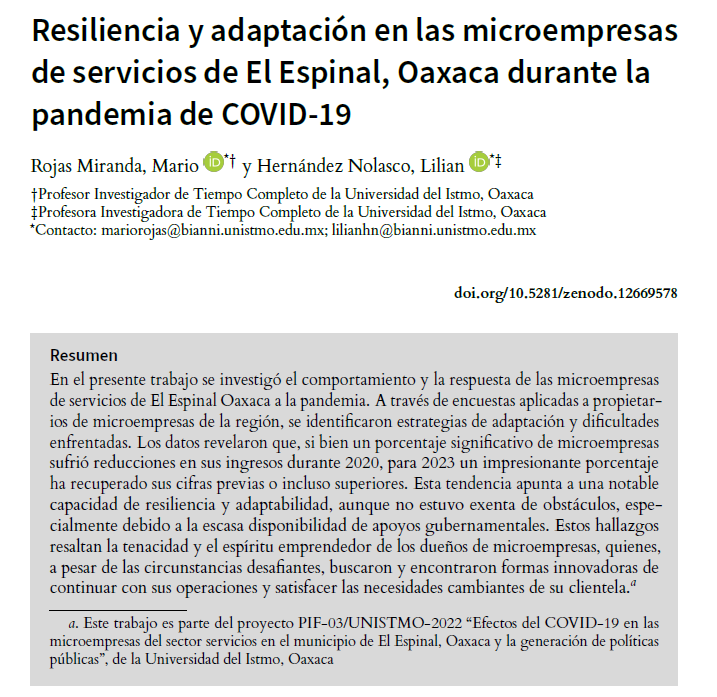 Resiliencia y adaptación en las microempresas
de servicios de El Espinal, Oaxaca durante la
pandemia de COVID-19
Rojas Miranda, Mario iD*† y Hernández Nolasco, Lilian iD*‡
†Profesor Investigador de Tiempo Completo de la Universidad del Istmo, Oaxaca
‡Profesora Investigadora de Tiempo Completo de la Universidad del Istmo, Oaxaca
*Contacto: mariorojas@bianni.unistmo.edu.mx; lilianhn@bianni.unistmo.edu.mx
doi.org/10.5281/zenodo.12669578
Resumen
En el presente trabajo se investigó el comportamiento y la respuesta de las microempresas
de servicios de El Espinal Oaxaca a la pandemia. A través de encuestas aplicadas a propietar-
ios de microempresas de la región, se identificaron estrategias de adaptación y dificultades
enfrentadas. Los datos revelaron que, si bien un porcentaje significativo de microempresas
sufrió reducciones en sus ingresos durante 2020, para 2023 un impresionante porcentaje
ha recuperado sus cifras previas o incluso superiores. Esta tendencia apunta a una notable
capacidad de resiliencia y adaptabilidad, aunque no estuvo exenta de obstáculos, espe-
cialmente debido a la escasa disponibilidad de apoyos gubernamentales. Estos hallazgos
resaltan la tenacidad y el espíritu emprendedor de los dueños de microempresas, quienes,
a pesar de las circunstancias desafiantes, buscaron y encontraron formas innovadoras de
continuar con sus operaciones y satisfacer las necesidades cambiantes de su clientela.a
a. Este trabajo es parte del proyecto PIF-03/UNISTMO-2022 “Efectos del COVID-19 en las
microempresas del sector servicios en el municipio de El Espinal, Oaxaca y la generación de políticas
públicas”, de la Universidad del Istmo, Oaxaca